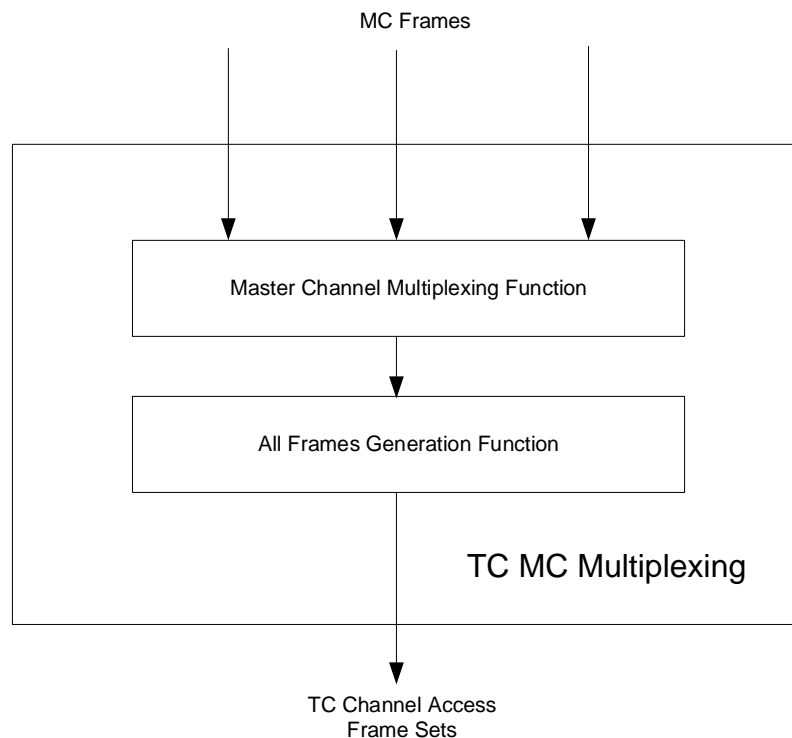 MC Frames
Master Channel Multiplexing Function
All Frames Generation Function
TC MC Multiplexing
TC Channel Access
Frame Sets